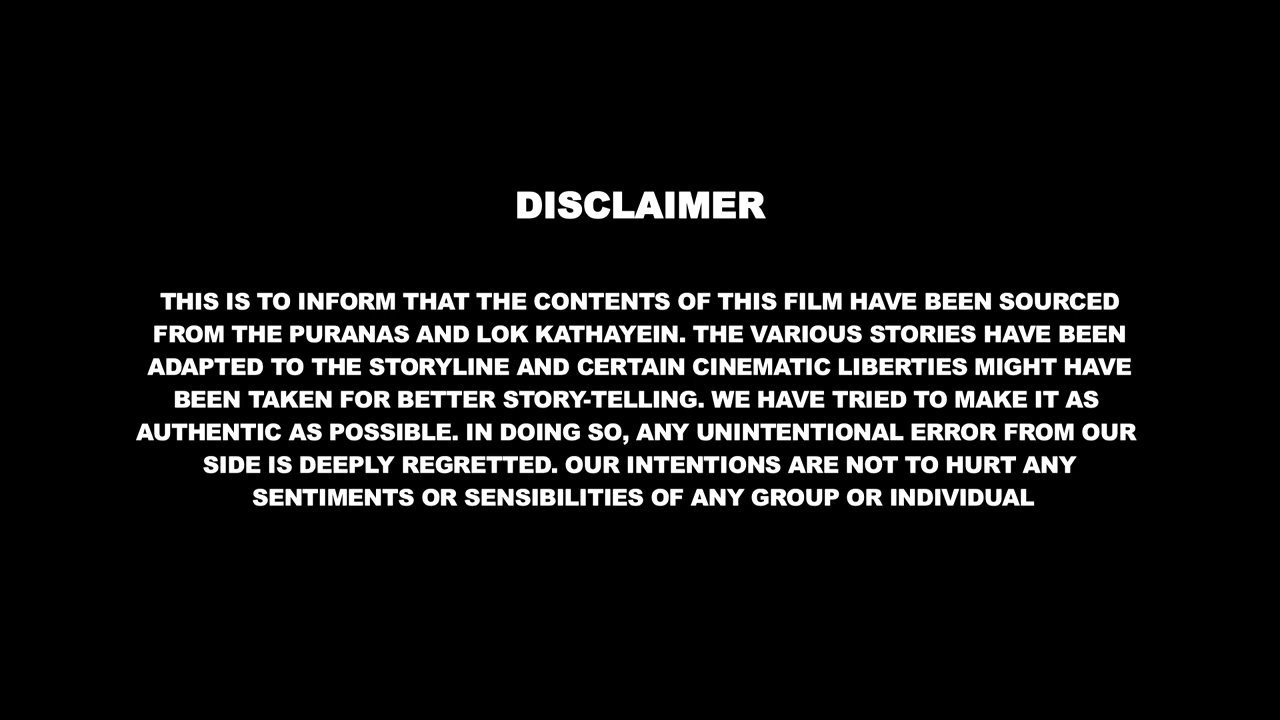 DISCLAIMER
THIS IS TO INFORM THAT THE CONTENTS OF THIS FILM HAVE BEEN SOURCED
FROM THE PURANAS AND LOK KATHAYEIN. THE VARIOUS STORIES HAVE BEEN
ADAPTED TO THE STORYLINE AND CERTAIN CINEMATIC LIBERTIES MIGHT HAVE
BEEN TAKEN FOR BETTER STORY-TELLING. WE HAVE TRIED TO MAKE IT AS
AUTHENTIC AS POSSIBLE. IN DOING SO, ANY UNINTENTIONAL ERROR FROM OUR
SIDE IS DEEPLY REGRETTED. OUR INTENTIONS ARE NOT TO HURT ANY
SENTIMENTS OR SENSIBILITIES OF ANY GROUP OR INDIVIDUAL